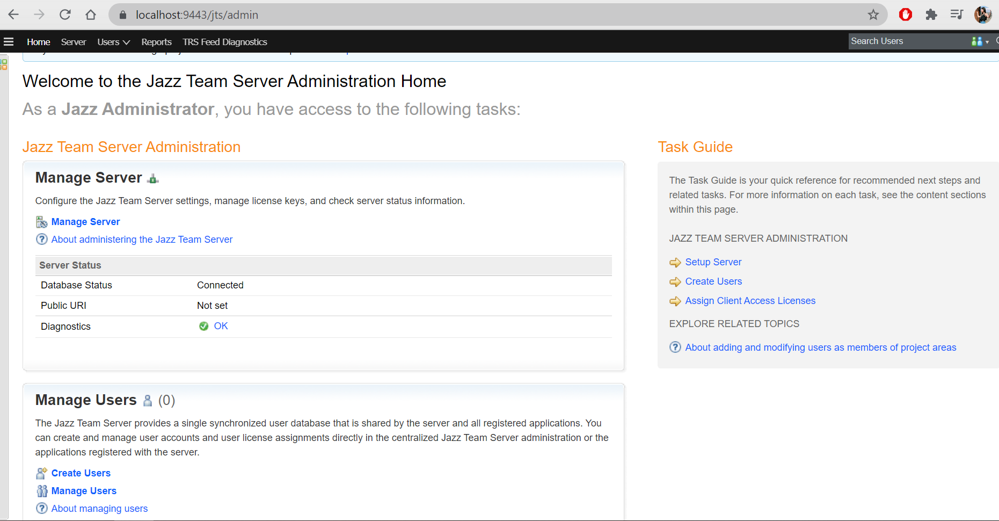 localhost:9443/jts/admin
Home Server Users Reports TRS Feed Diagnostics Search Users
Welcome to the Jazz Team Server Administration Home
As a Jazz Administrator, you have access to the following tasks:
Jazz Team Server Administration
Manage Server
Configure the Jazz Team Server settings, manage license keys, and check server status information.
Manage Server
About administering the Jazz Team Server
Server Status
Database Status Connected
Public URI Not set
Diagnostics OK
Manage Users (0)
The Jazz Team Server provides a single synchronized user database that is shared by the server and all registered applications. You
can create and manage user accounts and user license assignments directly in the centralized Jazz Team Server administration or the
applications registered with the server.
Create Users
Manage Users
About managing users
Task Guide
The Task Guide is your quick reference for recommended next steps and
related tasks. For more information on each task, see the content sections
within this page.
JAZZ TEAM SERVER ADMINISTRATION
Setup Server
Create Users
Assign Client Access Licenses
EXPLORE RELATED TOPICS
About adding and modifying users as members of project areas